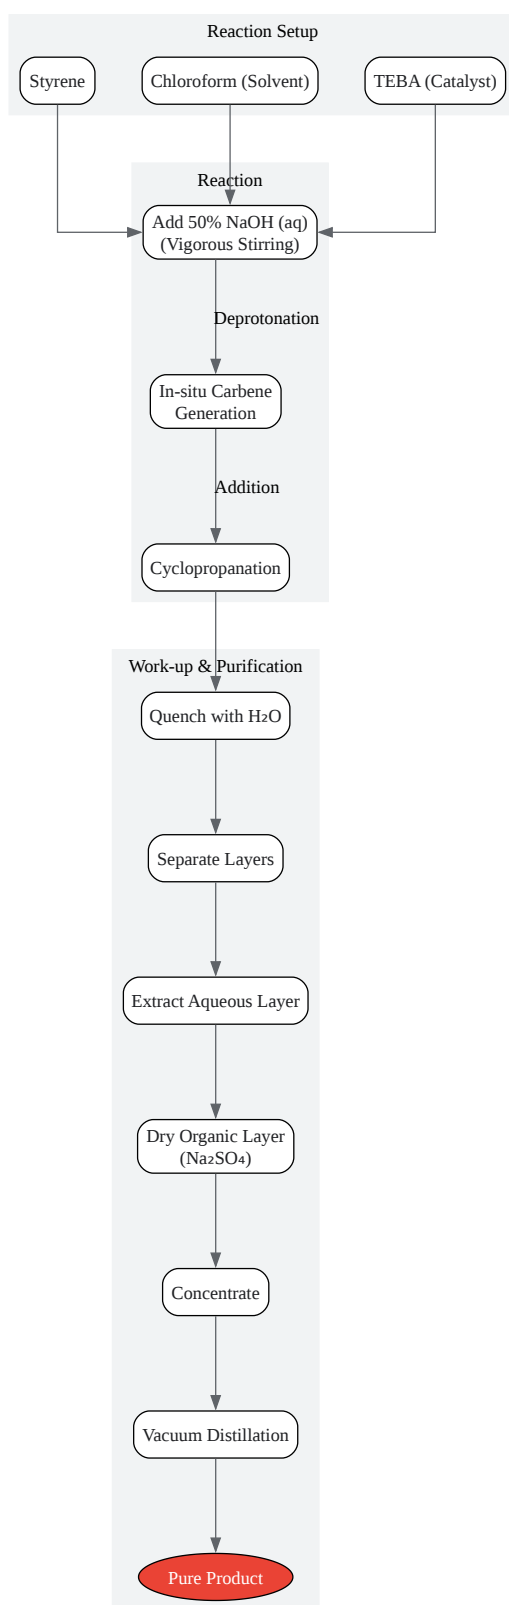 Reaction Setup
Styrene
Chloroform (Solvent)
TEBA (Catalyst)
Reaction
Add 50% NaOH (aq)
(Vigorous Stirring)
Deprotonation
In-situ Carbene
Generation
Addition
Cyclopropanation
Work-up & Purification
Quench with H₂O
Separate Layers
Extract Aqueous Layer
Dry Organic Layer
(Na₂SO₄)
Concentrate
Vacuum Distillation
Pure Product